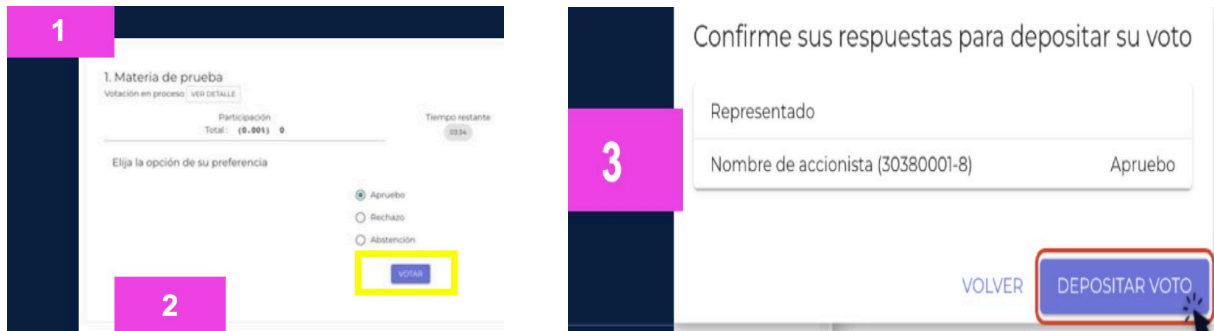 1
1. Materia de prueba
Votación en proceso VER DETALLE
Participación
Total: (0.00%) 0
Tiempo restante
03:34
Elija la opción de su preferencia
Apruebo
Rechazo
Abstención
VOTAR
2
3
Confirme sus respuestas para depositar su voto
Representado
Nombre de accionista (30380001-8) Apruebo
VOLVER DEPOSITAR VOTO